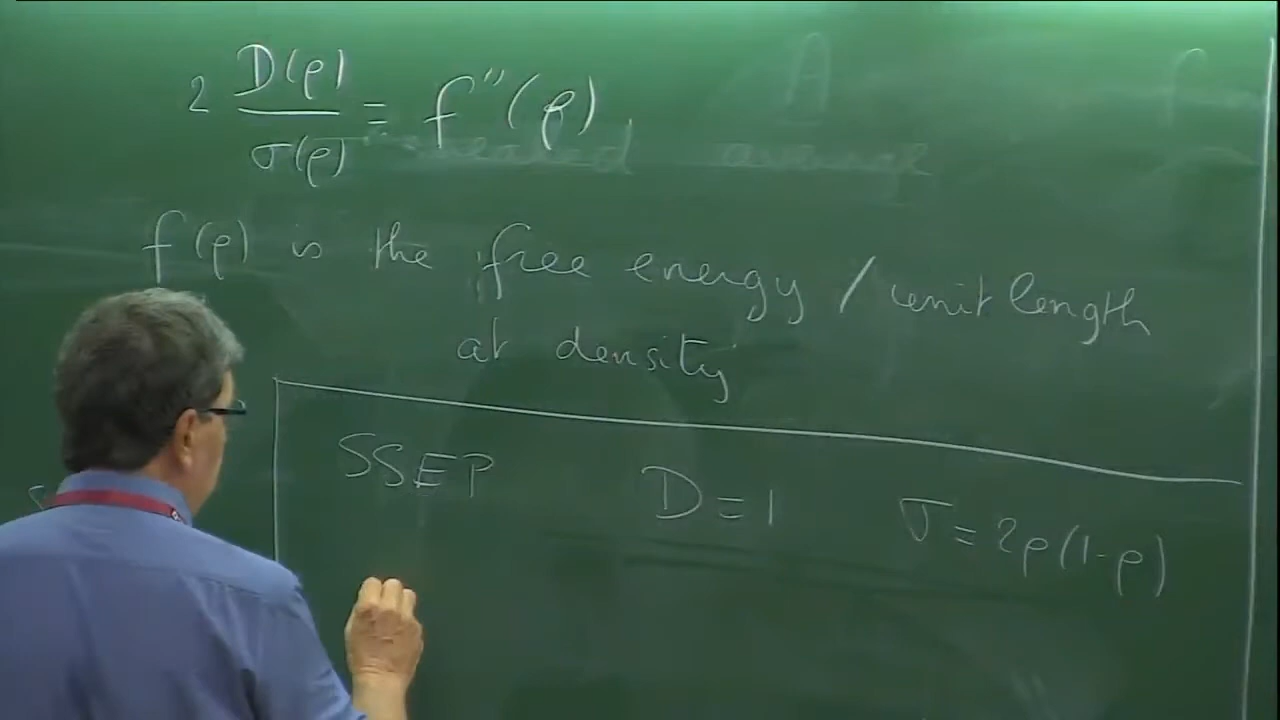 2 D(ρ)/σ(ρ) = f''(ρ)
f(ρ) is the free energy / unit length
at density
SSEP D = 1 σ = 2ρ(1-ρ)